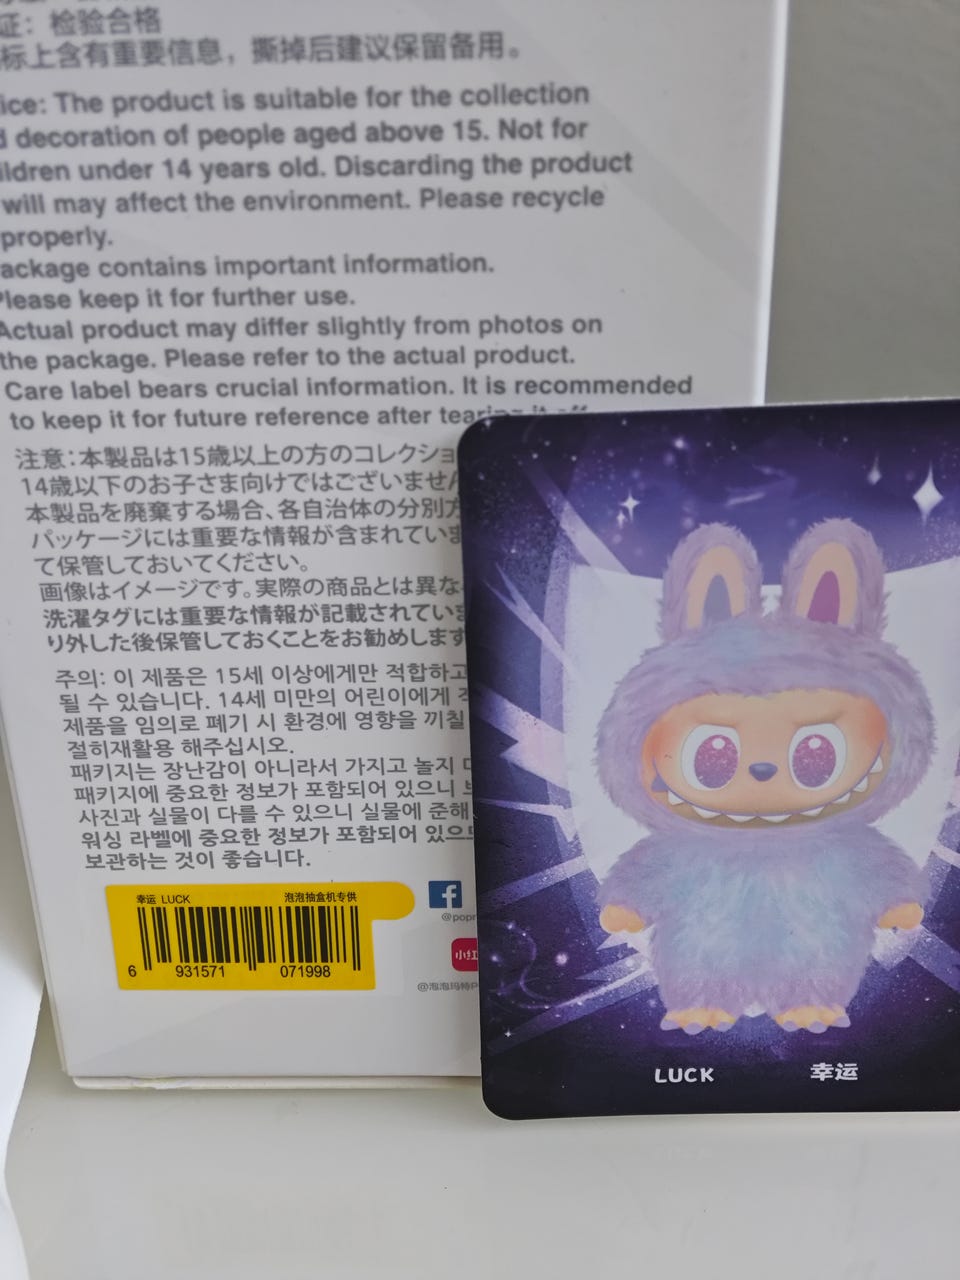 证：检验合格
标上含有重要信息，撕掉后建议保留备用。
ice: The product is suitable for the collection
d decoration of people aged above 15. Not for
ildren under 14 years old. Discarding the product
will may affect the environment. Please recycle
properly.
ackage contains important information.
Please keep it for further use.
Actual product may differ slightly from photos on
the package. Please refer to the actual product.
Care label bears crucial information. It is recommended
to keep it for future reference after tearing it off.
注意：本製品は15歳以上の方のコレクショ
14歳以下のお子さま向けではございませ
本製品を廃棄する場合、各自治体の分別方
パッケージには重要な情報が含まれていま
て保管しておいてください。
画像はイメージです。実際の商品とは異な
洗濯タグには重要な情報が記載されていま
り外した後保管しておくことをお勧めします
주의: 이 제품은 15세 이상에게만 적합하고
될 수 있습니다. 14세 미만의 어린이에게
제품을 임의로 폐기 시 환경에 영향을 끼칠
절히재활용 해주십시오.
패키지는 장난감이 아니라서 가지고 놀지
패키지에 중요한 정보가 포함되어 있으니
사진과 실물이 다를 수 있으니 실물에 준해
워싱 라벨에 중요한 정보가 포함되어 있으
보관하는 것이 좋습니다.
幸运 LUCK 泡泡抽盒机专供
6 931571 071998
@popr
小红
@泡泡玛特P
LUCK 幸运